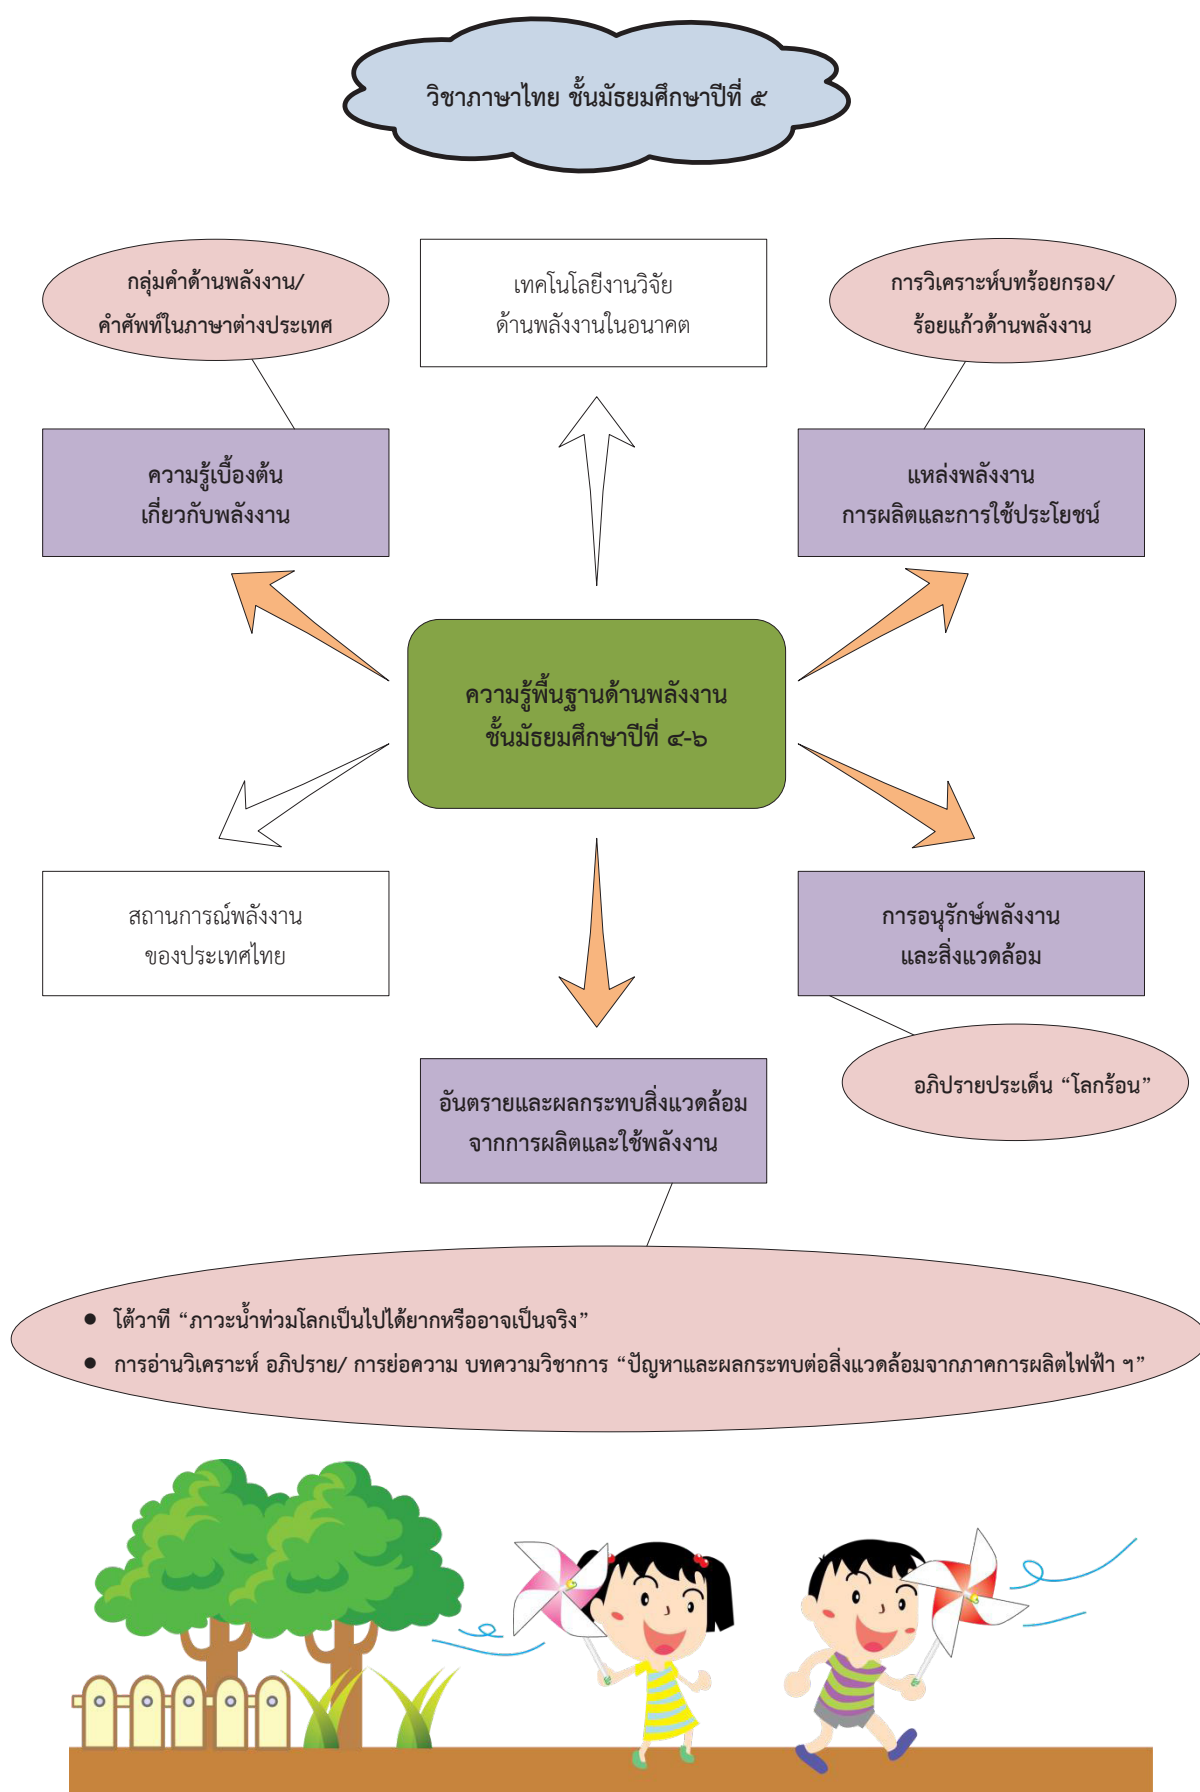 วิชาภาษาไทย ชั้นมัธยมศึกษาปีที่ ๕
กลุ่มคำด้านพลังงาน/
คำศัพท์ในภาษาต่างประเทศ
เทคโนโลยีงานวิจัย
ด้านพลังงานในอนาคต
การวิเคราะห์บทร้อยกรอง/
ร้อยแก้วด้านพลังงาน
ความรู้เบื้องต้น
เกี่ยวกับพลังงาน
แหล่งพลังงาน
การผลิตและการใช้ประโยชน์
ความรู้พื้นฐานด้านพลังงาน
ชั้นมัธยมศึกษาปีที่ ๔-๖
สถานการณ์พลังงาน
ของประเทศไทย
การอนุรักษ์พลังงาน
และสิ่งแวดล้อม
อภิปรายประเด็น “โลกร้อน”
อันตรายและผลกระทบสิ่งแวดล้อม
จากการผลิตและใช้พลังงาน
● โต้วาที “ภาวะน้ำท่วมโลกเป็นไปได้ยากหรืออาจเป็นจริง”
● การอ่านวิเคราะห์ อภิปราย/ การย่อความ บทความวิชาการ “ปัญหาและผลกระทบต่อสิ่งแวดล้อมจากภาคการผลิตไฟฟ้า ฯ”